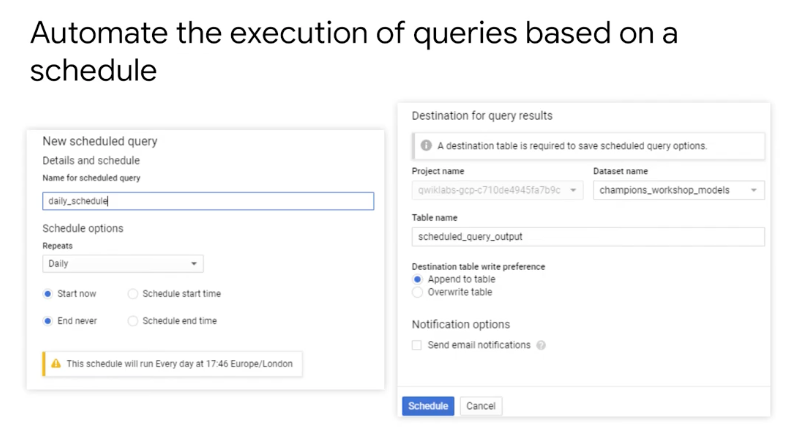 Automate the execution of queries based on a
schedule
New scheduled query
Details and schedule
Name for scheduled query
daily_schedule
Schedule options
Repeats
Daily
Start now Schedule start time
End never Schedule end time
This schedule will run Every day at 17:46 Europe/London
Destination for query results
A destination table is required to save scheduled query options.
Project name Dataset name
qwiklabs-gcp-c710de4945fa7b9c champions_workshop_models
Table name
scheduled_query_output
Destination table write preference
Append to table
Overwrite table
Notification options
Send email notifications
Schedule Cancel